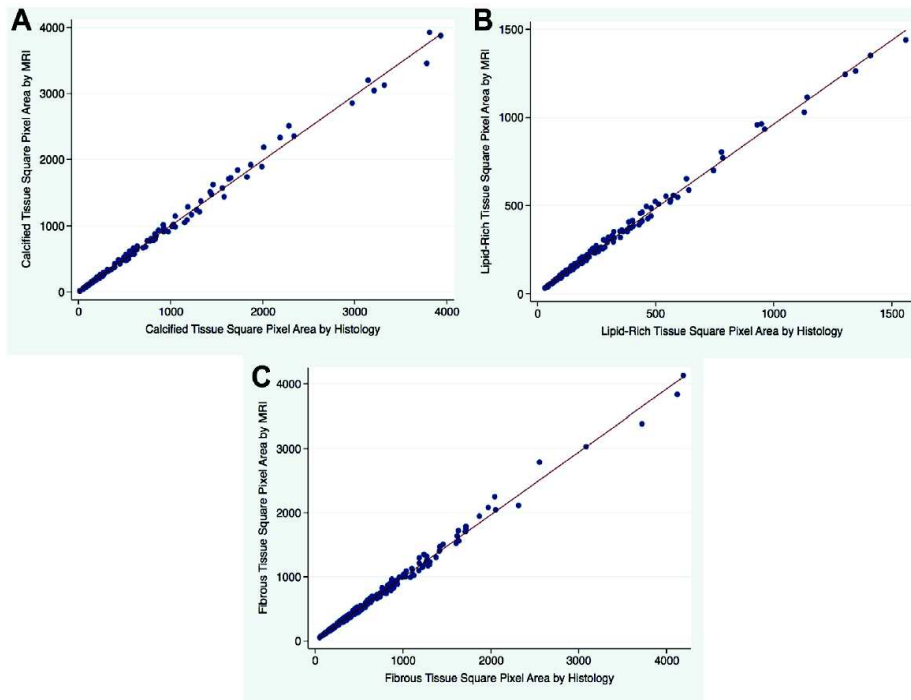 A
Calcified Tissue Square Pixel Area by MRI
4000
3000
2000
1000
0
0 1000 2000 3000 4000
Calcified Tissue Square Pixel Area by Histology
B
Lipid-Rich Tissue Square Pixel Area by MRI
1500
1000
500
0
0 500 1000 1500
Lipid-Rich Tissue Square Pixel Area by Histology
C
Fibrous Tissue Square Pixel Area by MRI
4000
3000
2000
1000
0
0 1000 2000 3000 4000
Fibrous Tissue Square Pixel Area by Histology